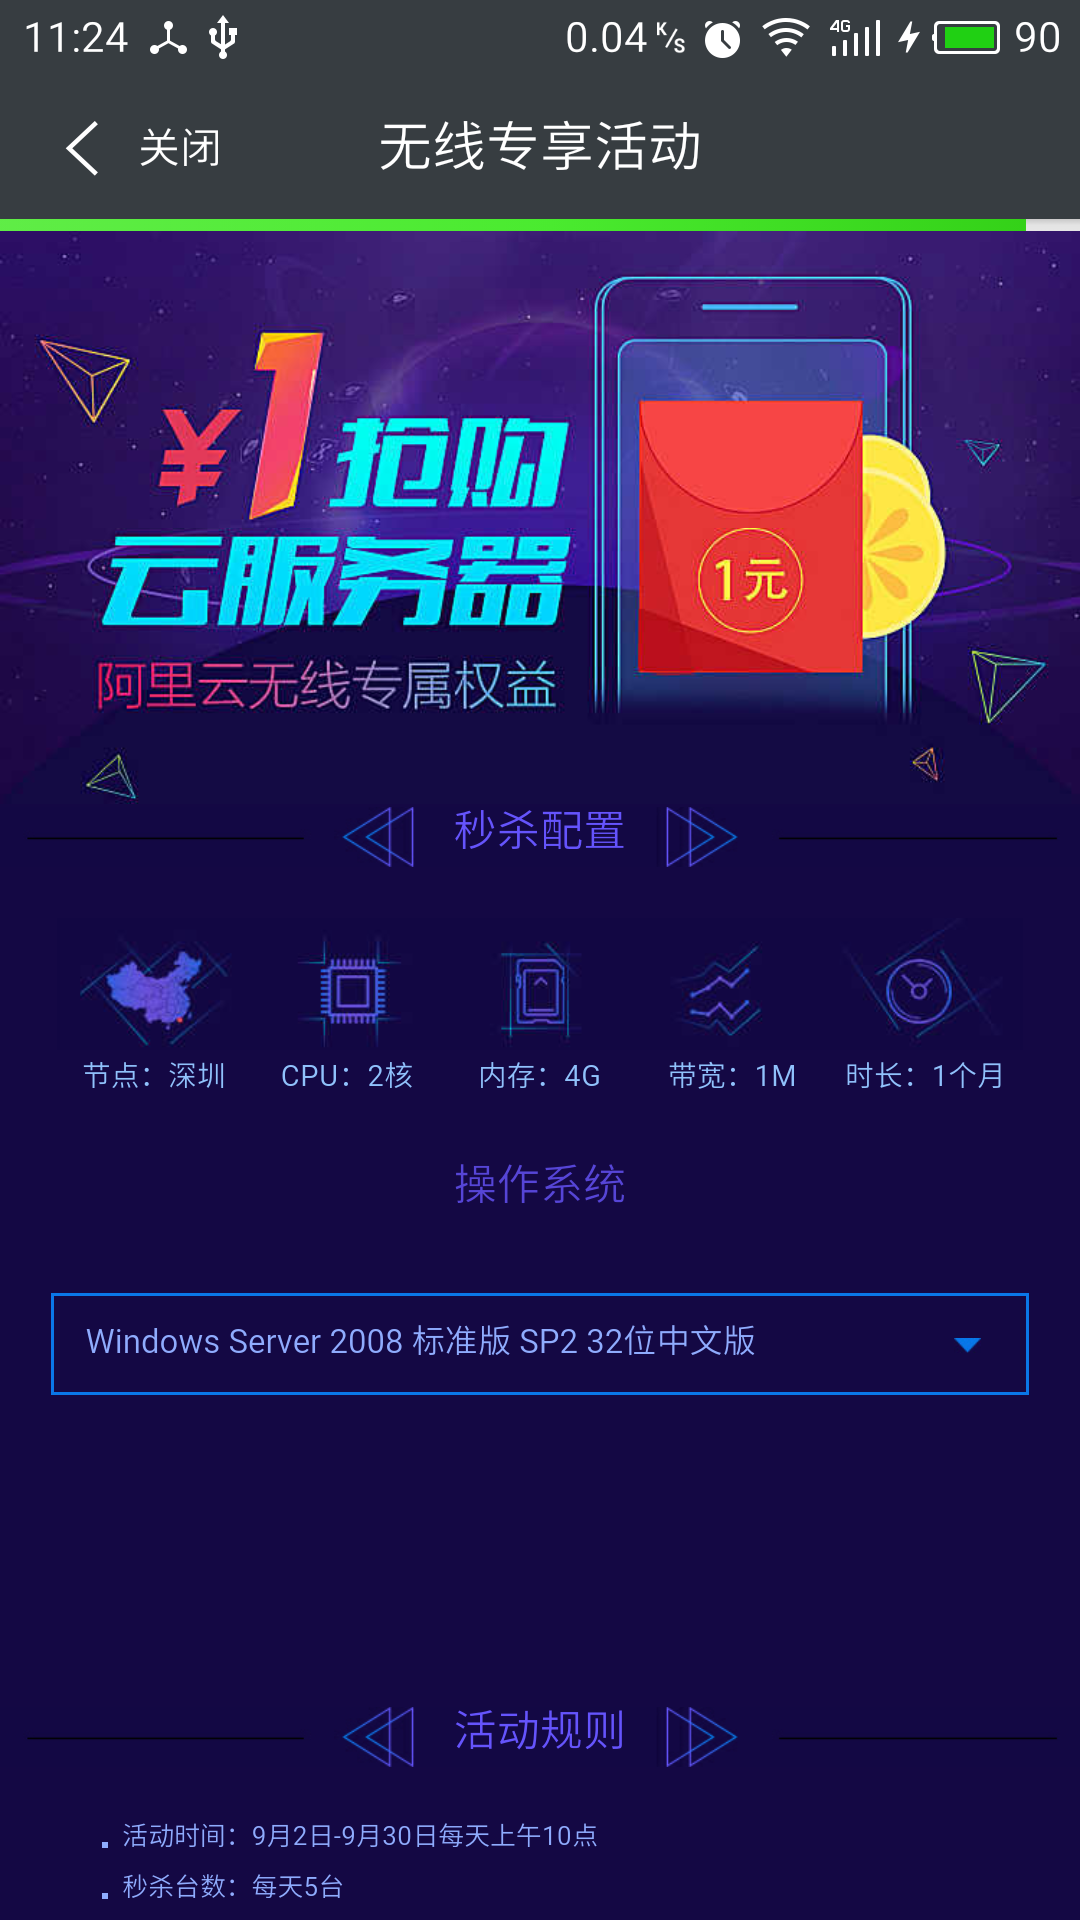 11:24 0.04 K/s 4G 90
关闭 无线专享活动
¥1抢购
云服务器
1元
阿里云无线专属权益
秒杀配置
节点：深圳 CPU：2核 内存：4G 带宽：1M 时长：1个月
操作系统
Windows Server 2008 标准版 SP2 32位中文版
活动规则
活动时间：9月2日-9月30日每天上午10点
秒杀台数：每天5台